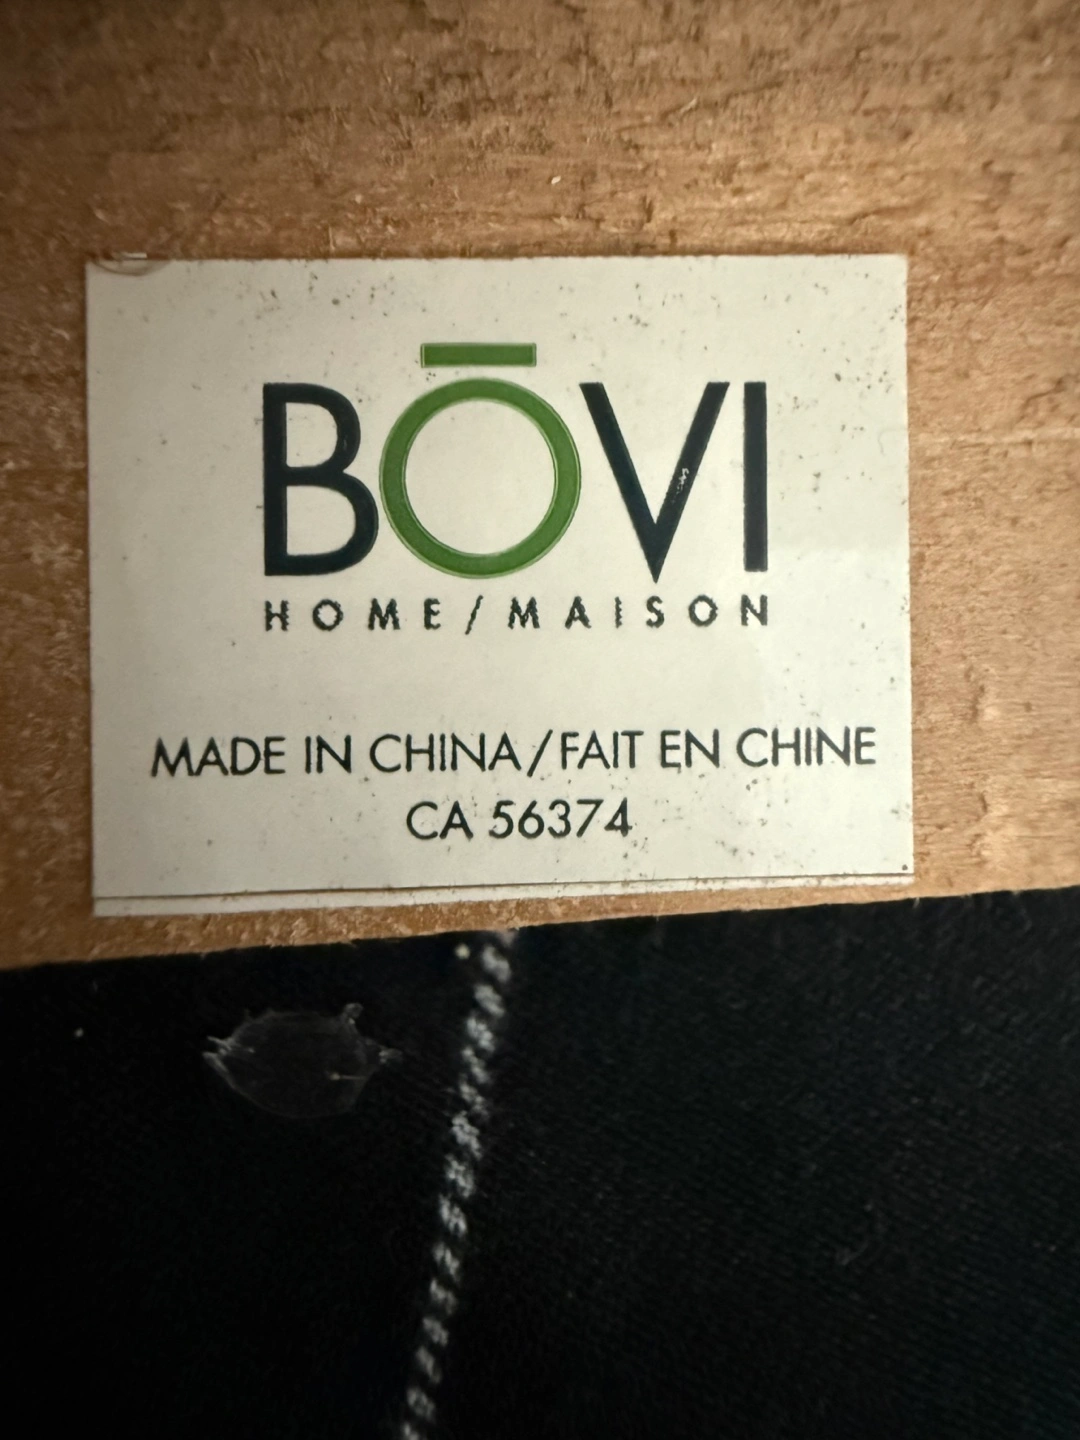 BŌVI
HOME/MAISON
MADE IN CHINA/FAIT EN CHINE
CA 56374